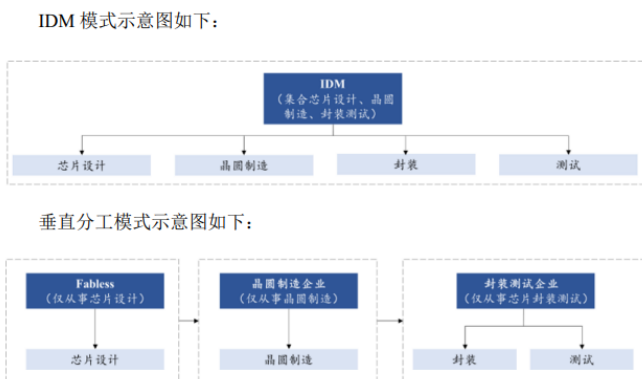 IDM 模式示意图如下：
IDM
（集合芯片设计、晶圆
制造、封装测试）
芯片设计
晶圆制造
封装
测试
垂直分工模式示意图如下：
Fabless
（仅从事芯片设计）
晶圆制造企业
（仅从事晶圆制造）
封装测试企业
（仅从事芯片封装测试）
芯片设计
晶圆制造
封装
测试